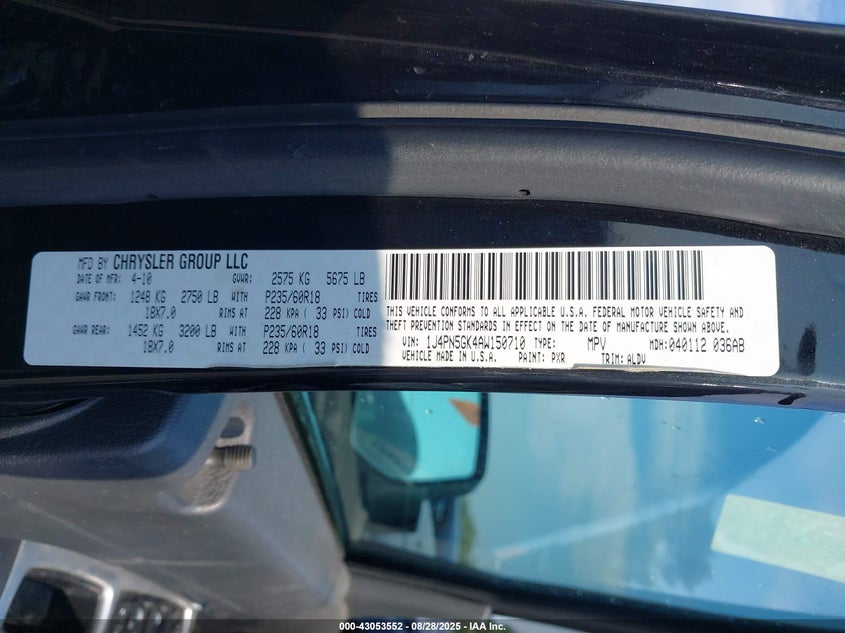 MFD BY CHRYSLER GROUP LLC
DATE OF MFR: 4-10 GVWR: 2575 KG 5675 LB
GAWR FRONT: 1248 KG 2750 LB WITH P235/60R18 TIRES
18X7.0 RIMS AT 228 KPA ( 33 PSI) COLD
GAWR REAR: 1452 KG 3200 LB WITH P235/60R18 TIRES
18X7.0 RIMS AT 228 KPA ( 33 PSI) COLD
THIS VEHICLE CONFORMS TO ALL APPLICABLE U.S.A. FEDERAL MOTOR VEHICLE SAFETY AND
THEFT PREVENTION STANDARDS IN EFFECT ON THE DATE OF MANUFACTURE SHOWN ABOVE.
VIN: 1J4PN5GK4AW150710 TYPE: MPV MDH:040112 036AB
VEHICLE MADE IN U.S.A. PAINT: PXR TRIM: ALDV
000-43053552 / 08/28/2025 - IAA Inc.